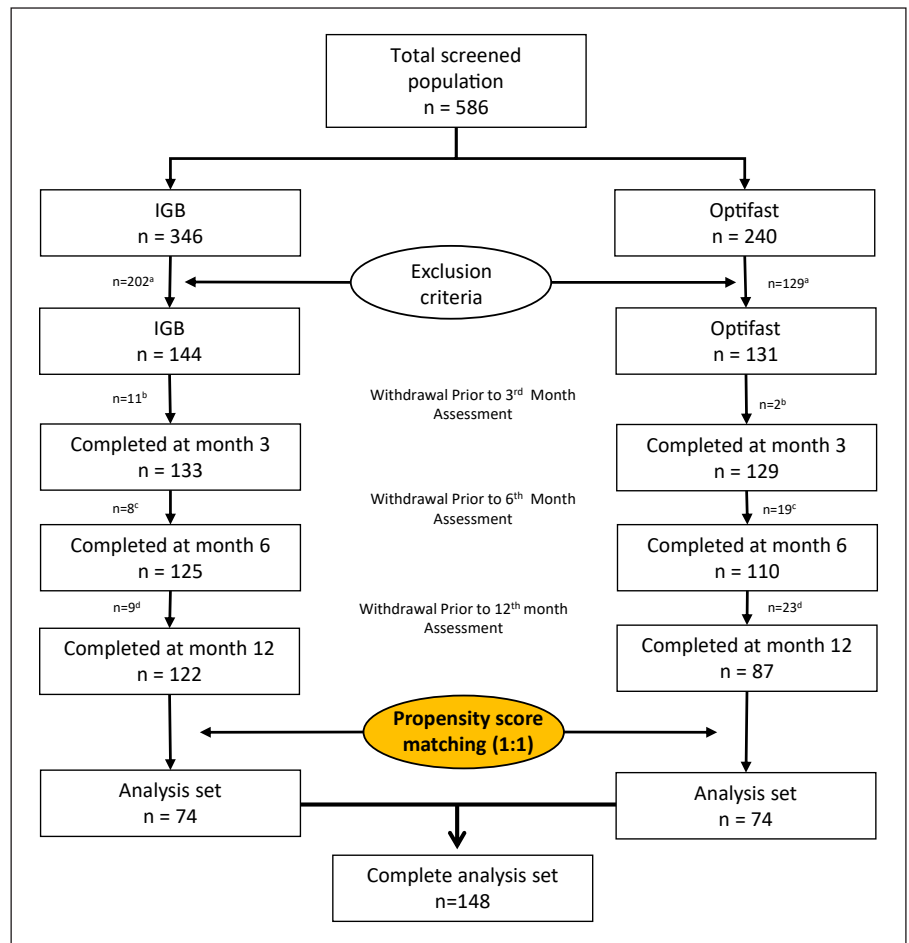 Total screened
population
n = 586
IGB
n = 346
Optifast
n = 240
n=202ᵃ
Exclusion
criteria
n=129ᵃ
IGB
n = 144
Optifast
n = 131
n=11ᵇ
Withdrawal Prior to 3ʳᵈ Month
Assessment
n=2ᵇ
Completed at month 3
n = 133
Completed at month 3
n = 129
n=8ᶜ
Withdrawal Prior to 6ᵗʰ Month
Assessment
n=19ᶜ
Completed at month 6
n = 125
Completed at month 6
n = 110
n=9ᵈ
Withdrawal Prior to 12ᵗʰ month
Assessment
n=23ᵈ
Completed at month 12
n = 122
Completed at month 12
n = 87
Propensity score
matching (1:1)
Analysis set
n = 74
Analysis set
n = 74
Complete analysis set
n=148